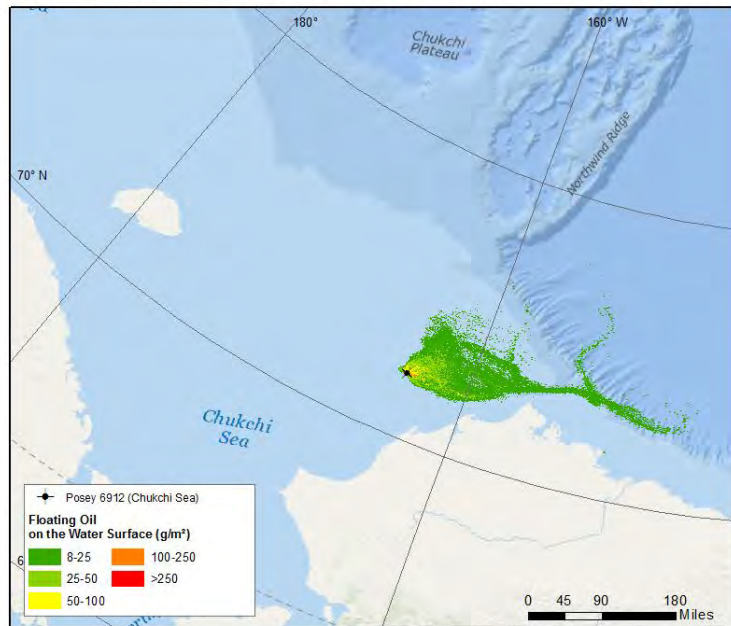 180°
160° W
Chukchi
Plateau
Northwind Ridge
70° N
Chukchi
Sea
Posey 6912 (Chukchi Sea)
Floating Oil
on the Water Surface (g/m²)
8-25
100-250
25-50
>250
50-100
0 45 90 180
Miles